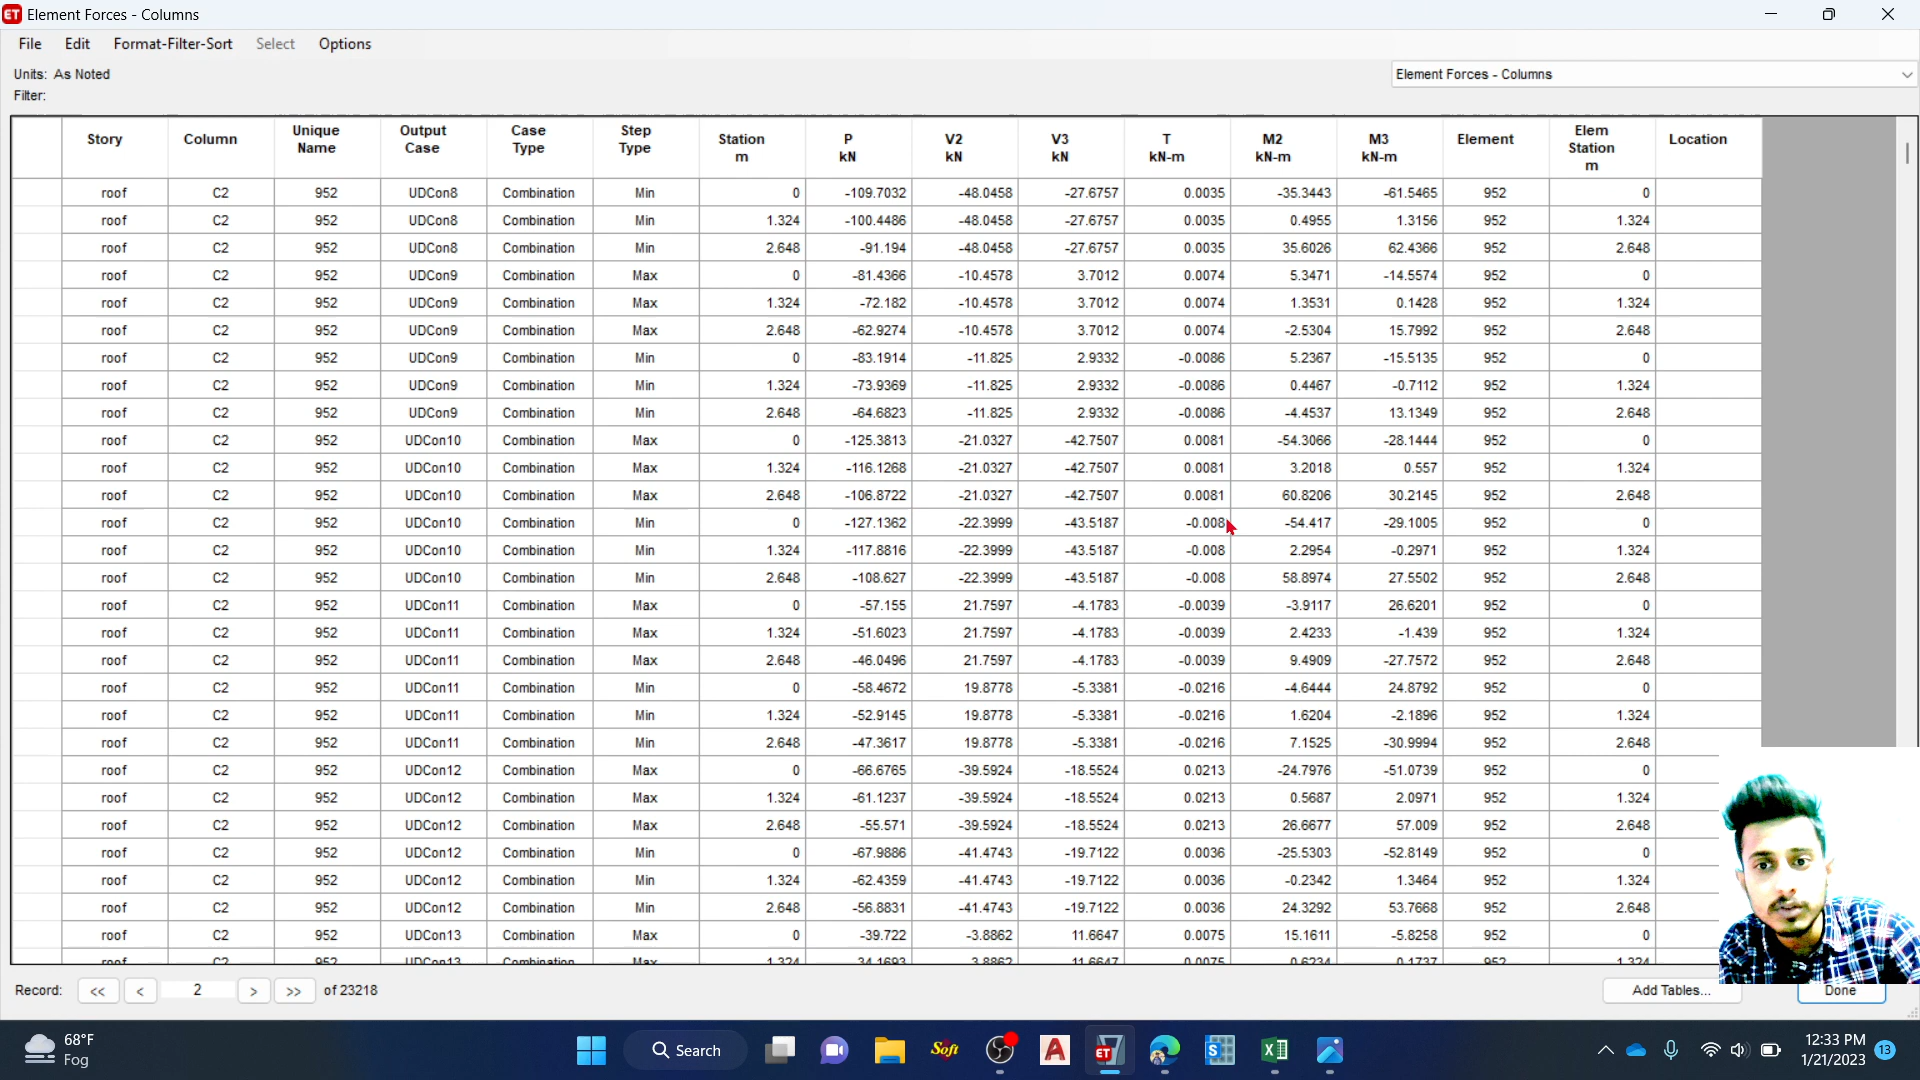 ET Element Forces - Columns
File Edit Format-Filter-Sort Select Options
Units: As Noted
Element Forces - Columns
Filter:
Story Column Unique Name Output Case Case Type Step Type Station m P kN V2 kN V3 kN T kN-m M2 kN-m M3 kN-m Element Elem Station m Location
roof C2 952 UDCon8 Combination Min 0 -109.7032 -48.0458 -27.6757 0.0035 -35.3443 -61.5465 952 0
roof C2 952 UDCon8 Combination Min 1.324 -100.4486 -48.0458 -27.6757 0.0035 0.4955 1.3156 952 1.324
roof C2 952 UDCon8 Combination Min 2.648 -91.194 -48.0458 -27.6757 0.0035 35.6026 62.4366 952 2.648
roof C2 952 UDCon9 Combination Max 0 -81.4366 -10.4578 3.7012 0.0074 5.3471 -14.5574 952 0
roof C2 952 UDCon9 Combination Max 1.324 -72.182 -10.4578 3.7012 0.0074 1.3531 0.1428 952 1.324
roof C2 952 UDCon9 Combination Max 2.648 -62.9274 -10.4578 3.7012 0.0074 -2.5304 15.7992 952 2.648
roof C2 952 UDCon9 Combination Min 0 -83.1914 -11.825 2.9332 -0.0086 5.2367 -15.5135 952 0
roof C2 952 UDCon9 Combination Min 1.324 -73.9369 -11.825 2.9332 -0.0086 0.4467 -0.7112 952 1.324
roof C2 952 UDCon9 Combination Min 2.648 -64.6823 -11.825 2.9332 -0.0086 -4.4537 13.1349 952 2.648
roof C2 952 UDCon10 Combination Max 0 -125.3813 -21.0327 -42.7507 0.0081 -54.3066 -28.1444 952 0
roof C2 952 UDCon10 Combination Max 1.324 -116.1268 -21.0327 -42.7507 0.0081 3.2018 0.557 952 1.324
roof C2 952 UDCon10 Combination Max 2.648 -106.8722 -21.0327 -42.7507 0.0081 60.8206 30.2145 952 2.648
roof C2 952 UDCon10 Combination Min 0 -127.1362 -22.3999 -43.5187 -0.008 -54.417 -29.1005 952 0
roof C2 952 UDCon10 Combination Min 1.324 -117.8816 -22.3999 -43.5187 -0.008 2.2954 -0.2971 952 1.324
roof C2 952 UDCon10 Combination Min 2.648 -108.627 -22.3999 -43.5187 -0.008 58.8974 27.5502 952 2.648
roof C2 952 UDCon11 Combination Max 0 -57.155 21.7597 -4.1783 -0.0039 -3.9117 26.6201 952 0
roof C2 952 UDCon11 Combination Max 1.324 -51.6023 21.7597 -4.1783 -0.0039 2.4233 -1.439 952 1.324
roof C2 952 UDCon11 Combination Max 2.648 -46.0496 21.7597 -4.1783 -0.0039 9.4909 -27.7572 952 2.648
roof C2 952 UDCon11 Combination Min 0 -58.4672 19.8778 -5.3381 -0.0216 -4.6444 24.8792 952 0
roof C2 952 UDCon11 Combination Min 1.324 -52.9145 19.8778 -5.3381 -0.0216 1.6204 -2.1896 952 1.324
roof C2 952 UDCon11 Combination Min 2.648 -47.3617 19.8778 -5.3381 -0.0216 7.1525 -30.9994 952 2.648
roof C2 952 UDCon12 Combination Max 0 -66.6765 -39.5924 -18.5524 0.0213 -24.7976 -51.0739 952 0
roof C2 952 UDCon12 Combination Max 1.324 -61.1237 -39.5924 -18.5524 0.0213 0.5687 2.0971 952 1.324
roof C2 952 UDCon12 Combination Max 2.648 -55.571 -39.5924 -18.5524 0.0213 26.6677 57.009 952 2.648
roof C2 952 UDCon12 Combination Min 0 -67.9886 -41.4743 -19.7122 0.0036 -25.5303 -52.8149 952 0
roof C2 952 UDCon12 Combination Min 1.324 -62.4359 -41.4743 -19.7122 0.0036 -0.2342 1.3464 952 1.324
roof C2 952 UDCon12 Combination Min 2.648 -56.8831 -41.4743 -19.7122 0.0036 24.3292 53.7668 952 2.648
roof C2 952 UDCon13 Combination Max 0 -39.722 -3.8862 11.6647 0.0075 15.1611 -5.8258 952 0
roof C2 952 UDCon13 Combination Max 1.324 11.6647 0.0075 952 1.324
Record: << < 2 > >> of 23218
Add Tables... Done
68°F
Fog
Search
Soft
ET
12:33 PM
1/21/2023
13